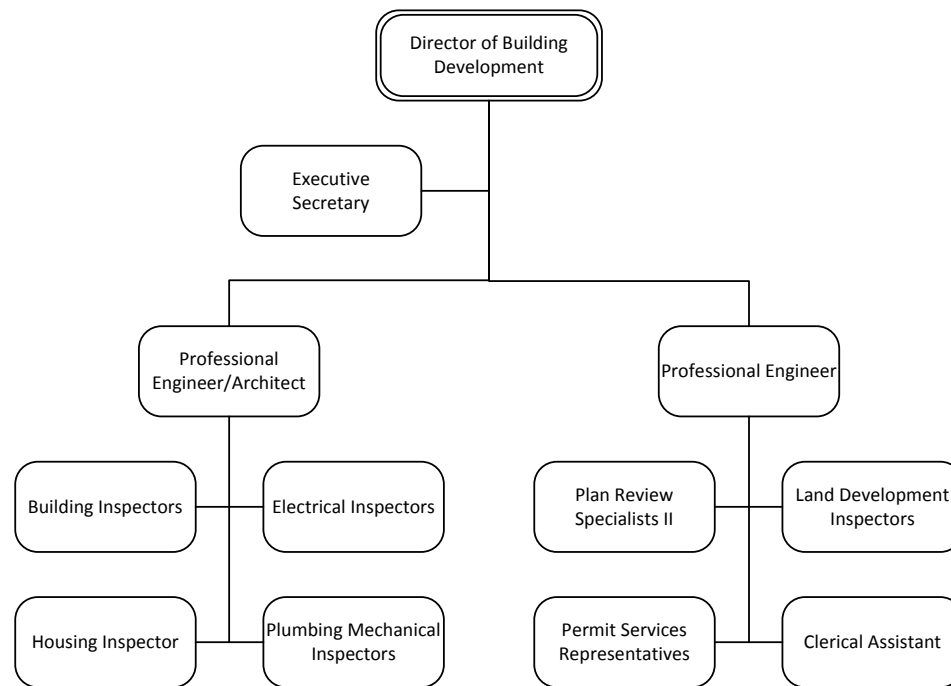 Director of Building
Development
Executive
Secretary
Professional
Engineer/Architect
Professional Engineer
Building Inspectors
Electrical Inspectors
Plan Review
Specialists II
Land Development
Inspectors
Housing Inspector
Plumbing Mechanical
Inspectors
Permit Services
Representatives
Clerical Assistant